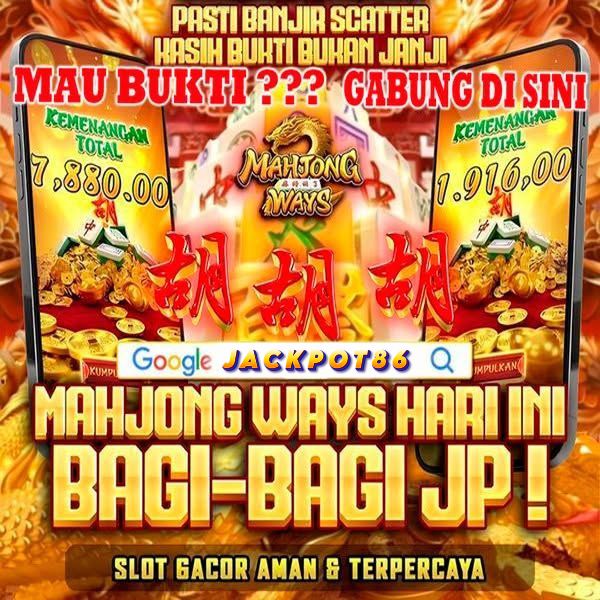 PASTI BANJIR SCATTER
KASIH BUKTI BUKAN JANJI
MAU BUKTI ??? GABUNG DI SINI
KEMENANGAN
TOTAL
7,880.00
KEMENANGAN
TOTAL
1.916,00
MAHJONG
WAYS
胡 胡 胡
KUMPU
Google JACKPOT86
UMPULKAN
MAHJONG WAYS HARI INI
BAGI-BAGI JP !
SLOT GACOR AMAN & TERPERCAYA